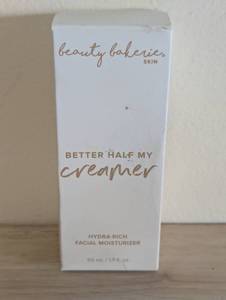 beauty bakerie
SKIN
BETTER HALF MY
creamer
HYDRA-RICH
FACIAL MOISTURIZER